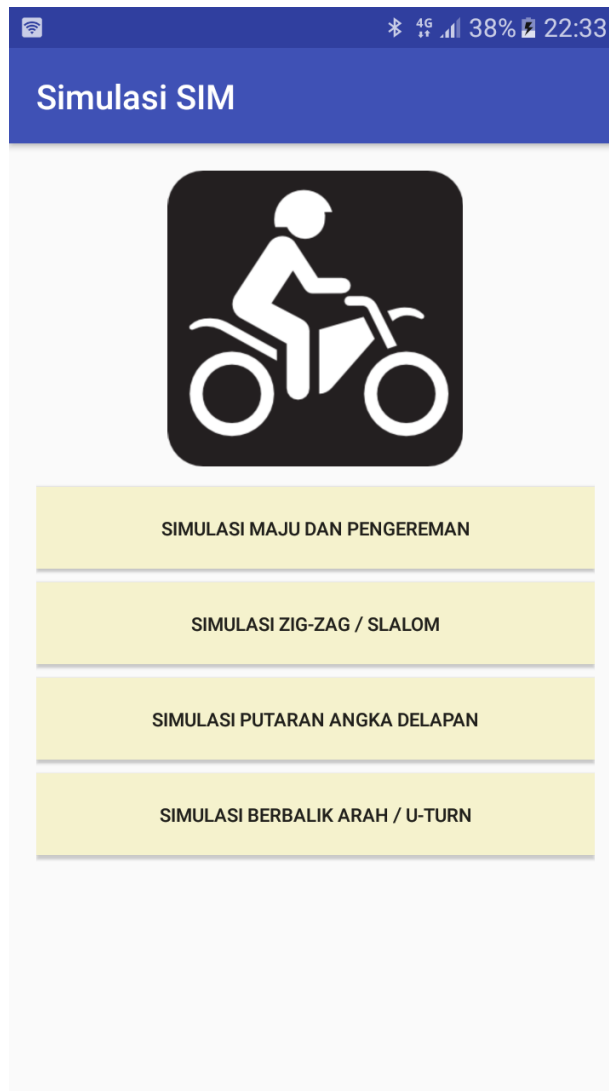 4G 38% 22:33
Simulasi SIM
SIMULASI MAJU DAN PENGEREMAN
SIMULASI ZIG-ZAG / SLALOM
SIMULASI PUTARAN ANGKA DELAPAN
SIMULASI BERBALIK ARAH / U-TURN